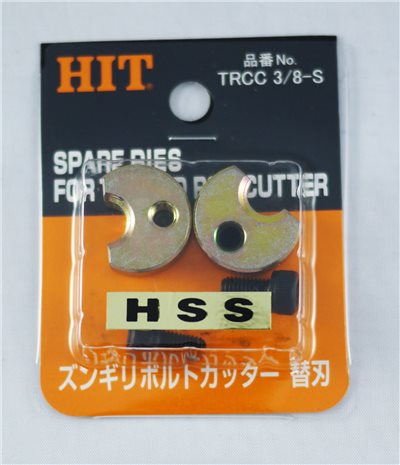 HIT®
品番No.
TRCC 3/8-S
SPARE DIES
FOR CUTTER
HSS
ズンギリボルトカッター 替刃